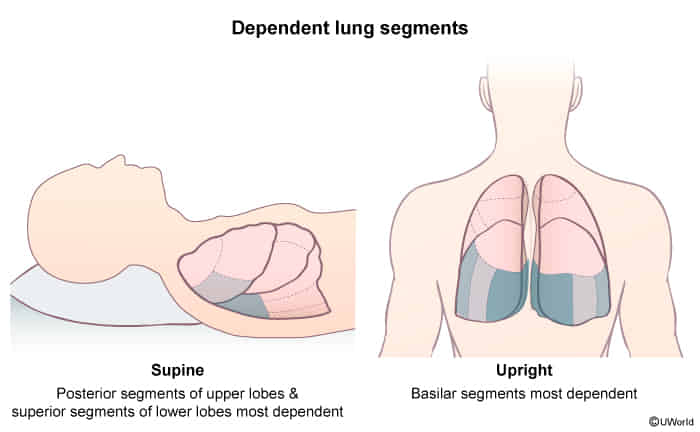 Dependent lung segments
Supine
Posterior segments of upper lobes &
superior segments of lower lobes most dependent
Upright
Basilar segments most dependent
©UWorld